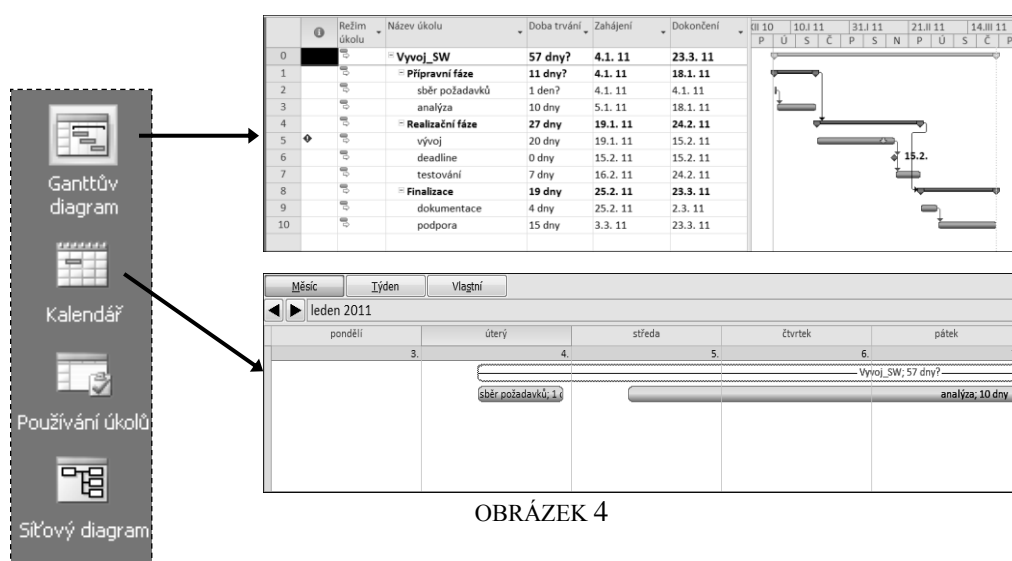 Ganttův
diagram
Kalendář
Používání úkolů
Síťový diagram
Režim úkolu Název úkolu Doba trvání Zahájení Dokončení 10 10.I 11 31.I 11 21.II 11 14.III 11
P Ú S Č P S N P Ú S Č P
0 Vyvoj_SW 57 dny? 4.1. 11 23.3. 11
1 Přípravní fáze 11 dny? 4.1. 11 18.1. 11
2 sběr požadavků 1 den? 4.1. 11 4.1. 11
3 analýza 10 dny 5.1. 11 18.1. 11
4 Realizační fáze 27 dny 19.1. 11 24.2. 11
5 vývoj 20 dny 19.1. 11 15.2. 11
6 deadline 0 dny 15.2. 11 15.2. 11 15.2.
7 testování 7 dny 16.2. 11 24.2. 11
8 Finalizace 19 dny 25.2. 11 23.3. 11
9 dokumentace 4 dny 25.2. 11 2.3. 11
10 podpora 15 dny 3.3. 11 23.3. 11
Měsíc Týden Vlastní
leden 2011
pondělí úterý středa čtvrtek pátek
3. 4. 5. 6.
Vyvoj_SW; 57 dny?
sběr požadavků; 1 analýza; 10 dny
OBRÁZEK 4